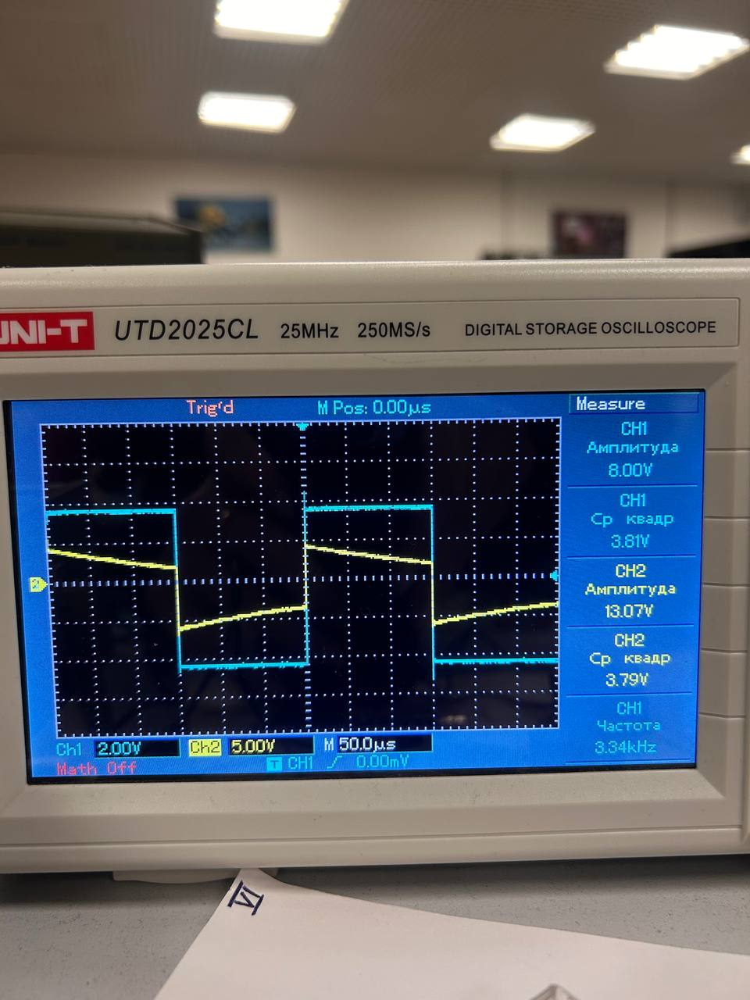 UNI-T UTD2025CL 25MHz 250MS/s DIGITAL STORAGE OSCILLOSCOPE
Trig'd M Pos: 0.00μs Measure
CH1
Амплитуда
8.00V
CH1
Ср квадр
3.81V
CH2
Амплитуда
13.07V
CH2
Ср квадр
3.79V
CH1
Частота
3.34kHz
2
Ch1 2.00V Ch2 5.00V M 50.0μs
Math Off T CH1 0.00mV
VI